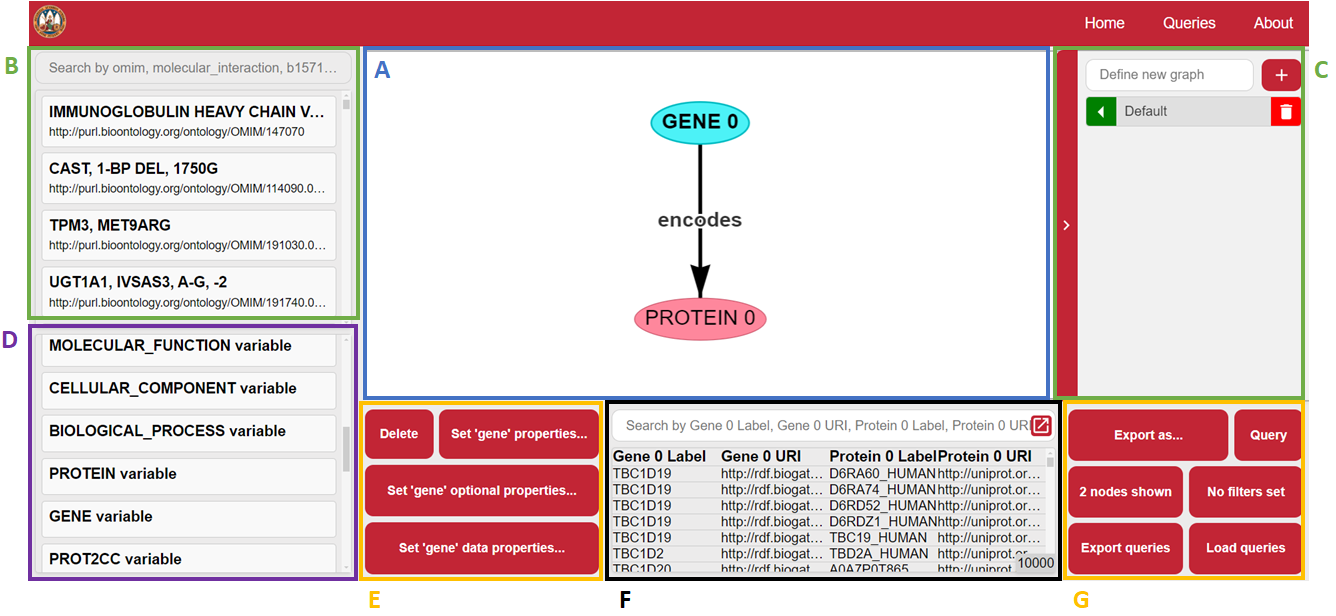 Home Queries About
B
Search by omim, molecular_interaction, b1571...
IMMUNOGLOBULIN HEAVY CHAIN V...
http://purl.bioontology.org/ontology/OMIM/147070
CAST, 1-BP DEL, 1750G
http://purl.bioontology.org/ontology/OMIM/114090.0...
TPM3, MET9ARG
http://purl.bioontology.org/ontology/OMIM/191030.0...
UGT1A1, IVSAS3, A-G, -2
http://purl.bioontology.org/ontology/OMIM/191740.0...
A
GENE 0
encodes
PROTEIN 0
C
Define new graph +
Default
D
MOLECULAR_FUNCTION variable
CELLULAR_COMPONENT variable
BIOLOGICAL_PROCESS variable
PROTEIN variable
GENE variable
PROT2CC variable
Delete Set 'gene' properties...
Set 'gene' optional properties...
Set 'gene' data properties...
E
Search by Gene 0 Label, Gene 0 URI, Protein 0 Label, Protein 0 URI
Gene 0 Label Gene 0 URI Protein 0 Label Protein 0 URI
TBC1D19 http://rdf.biogat... D6RA60_HUMAN http://uniprot.or...
TBC1D19 http://rdf.biogat... D6RA74_HUMAN http://uniprot.or...
TBC1D19 http://rdf.biogat... D6RD52_HUMAN http://uniprot.or...
TBC1D19 http://rdf.biogat... D6RDZ1_HUMAN http://uniprot.or...
TBC1D19 http://rdf.biogat... TBC19_HUMAN http://uniprot.or...
TBC1D2 http://rdf.biogat... TBD2A_HUMAN http://uniprot.or...
TBC1D20 http://rdf.biogat... A0A7P0T865 http://uniprot.or
10000
F
Export as... Query
2 nodes shown No filters set
Export queries Load queries
G